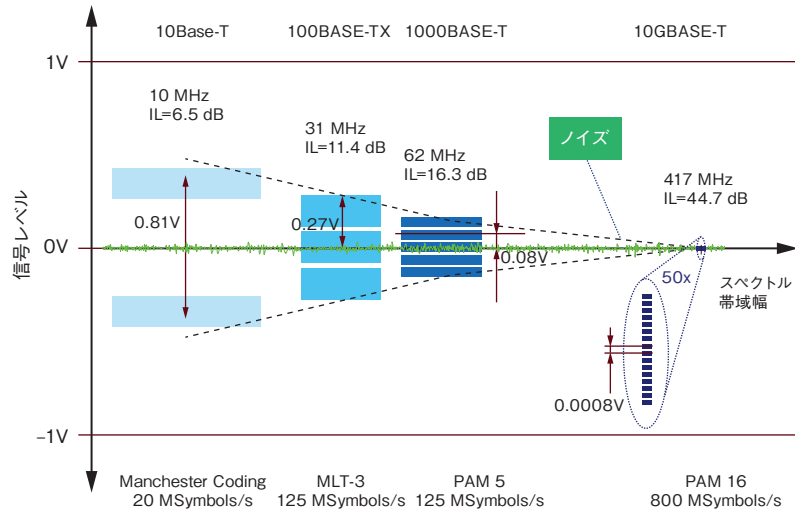 10Base-T
100BASE-TX
1000BASE-T
10GBASE-T
1V
10 MHz
IL=6.5 dB
31 MHz
IL=11.4 dB
62 MHz
IL=16.3 dB
ノイズ
417 MHz
IL=44.7 dB
信号レベル
0.81V
0.27V
0V
0.08V
50x
スペクトル
帯域幅
0.0008V
–1V
Manchester Coding
20 MSymbols/s
MLT-3
125 MSymbols/s
PAM 5
125 MSymbols/s
PAM 16
800 MSymbols/s